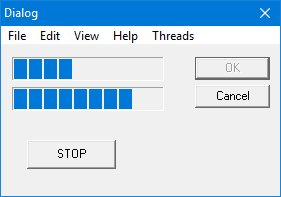 Dialog
File Edit View Help Threads
OK
Cancel
STOP